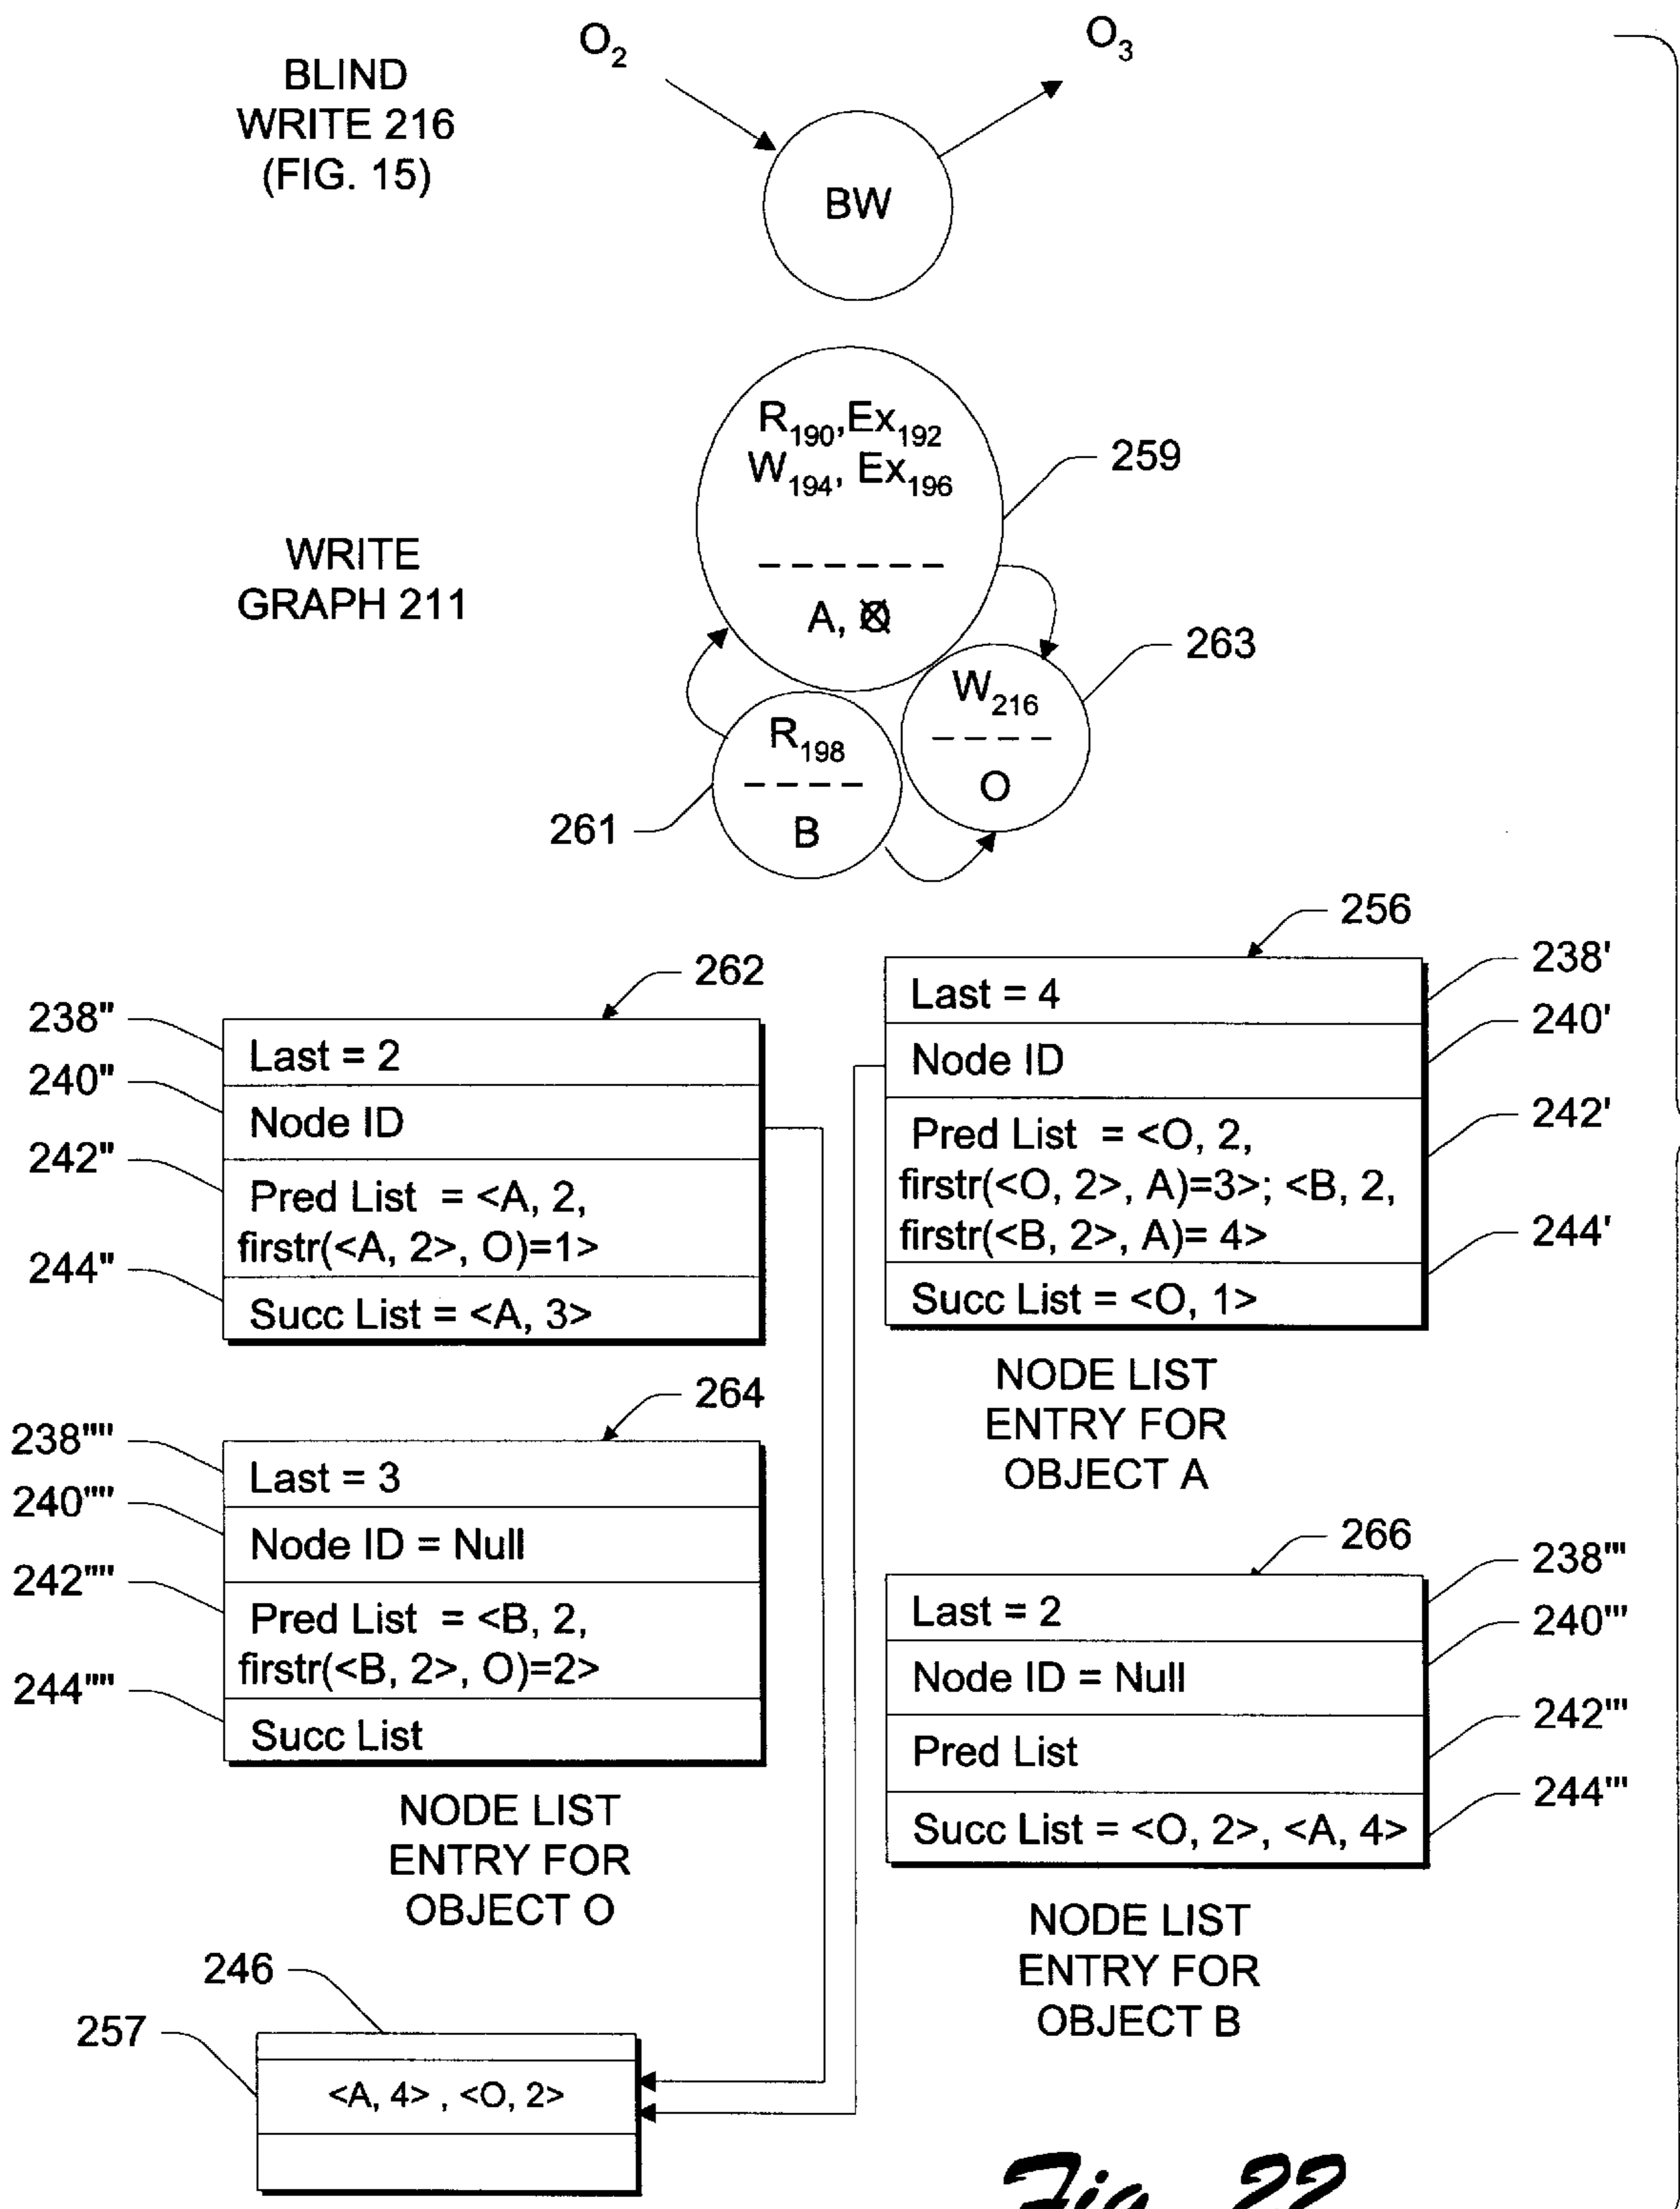 BLIND
WRITE 216
(FIG. 15)
O2
O3
BW
WRITE
GRAPH 211
R190,Ex192
W194, Ex196
A, O
259
W216
O
263
R198
B
261
262
238"
Last = 2
240"
Node ID
242"
Pred List = <A, 2,
firstr(<A, 2>, O)=1>
244"
Succ List = <A, 3>
256
238'
Last = 4
240'
Node ID
242'
Pred List = <O, 2,
firstr(<O, 2>, A)=3>; <B, 2,
firstr(<B, 2>, A)= 4>
244'
Succ List = <O, 1>
NODE LIST
ENTRY FOR
OBJECT A
264
238""
Last = 3
240""
Node ID = Null
242""
Pred List = <B, 2,
firstr(<B, 2>, O)=2>
244""
Succ List
NODE LIST
ENTRY FOR
OBJECT O
266
238'"
Last = 2
240'"
Node ID = Null
242'"
Pred List
244'"
Succ List = <O, 2>, <A, 4>
NODE LIST
ENTRY FOR
OBJECT B
246
257
<A, 4> , <O, 2>
Fig. 22